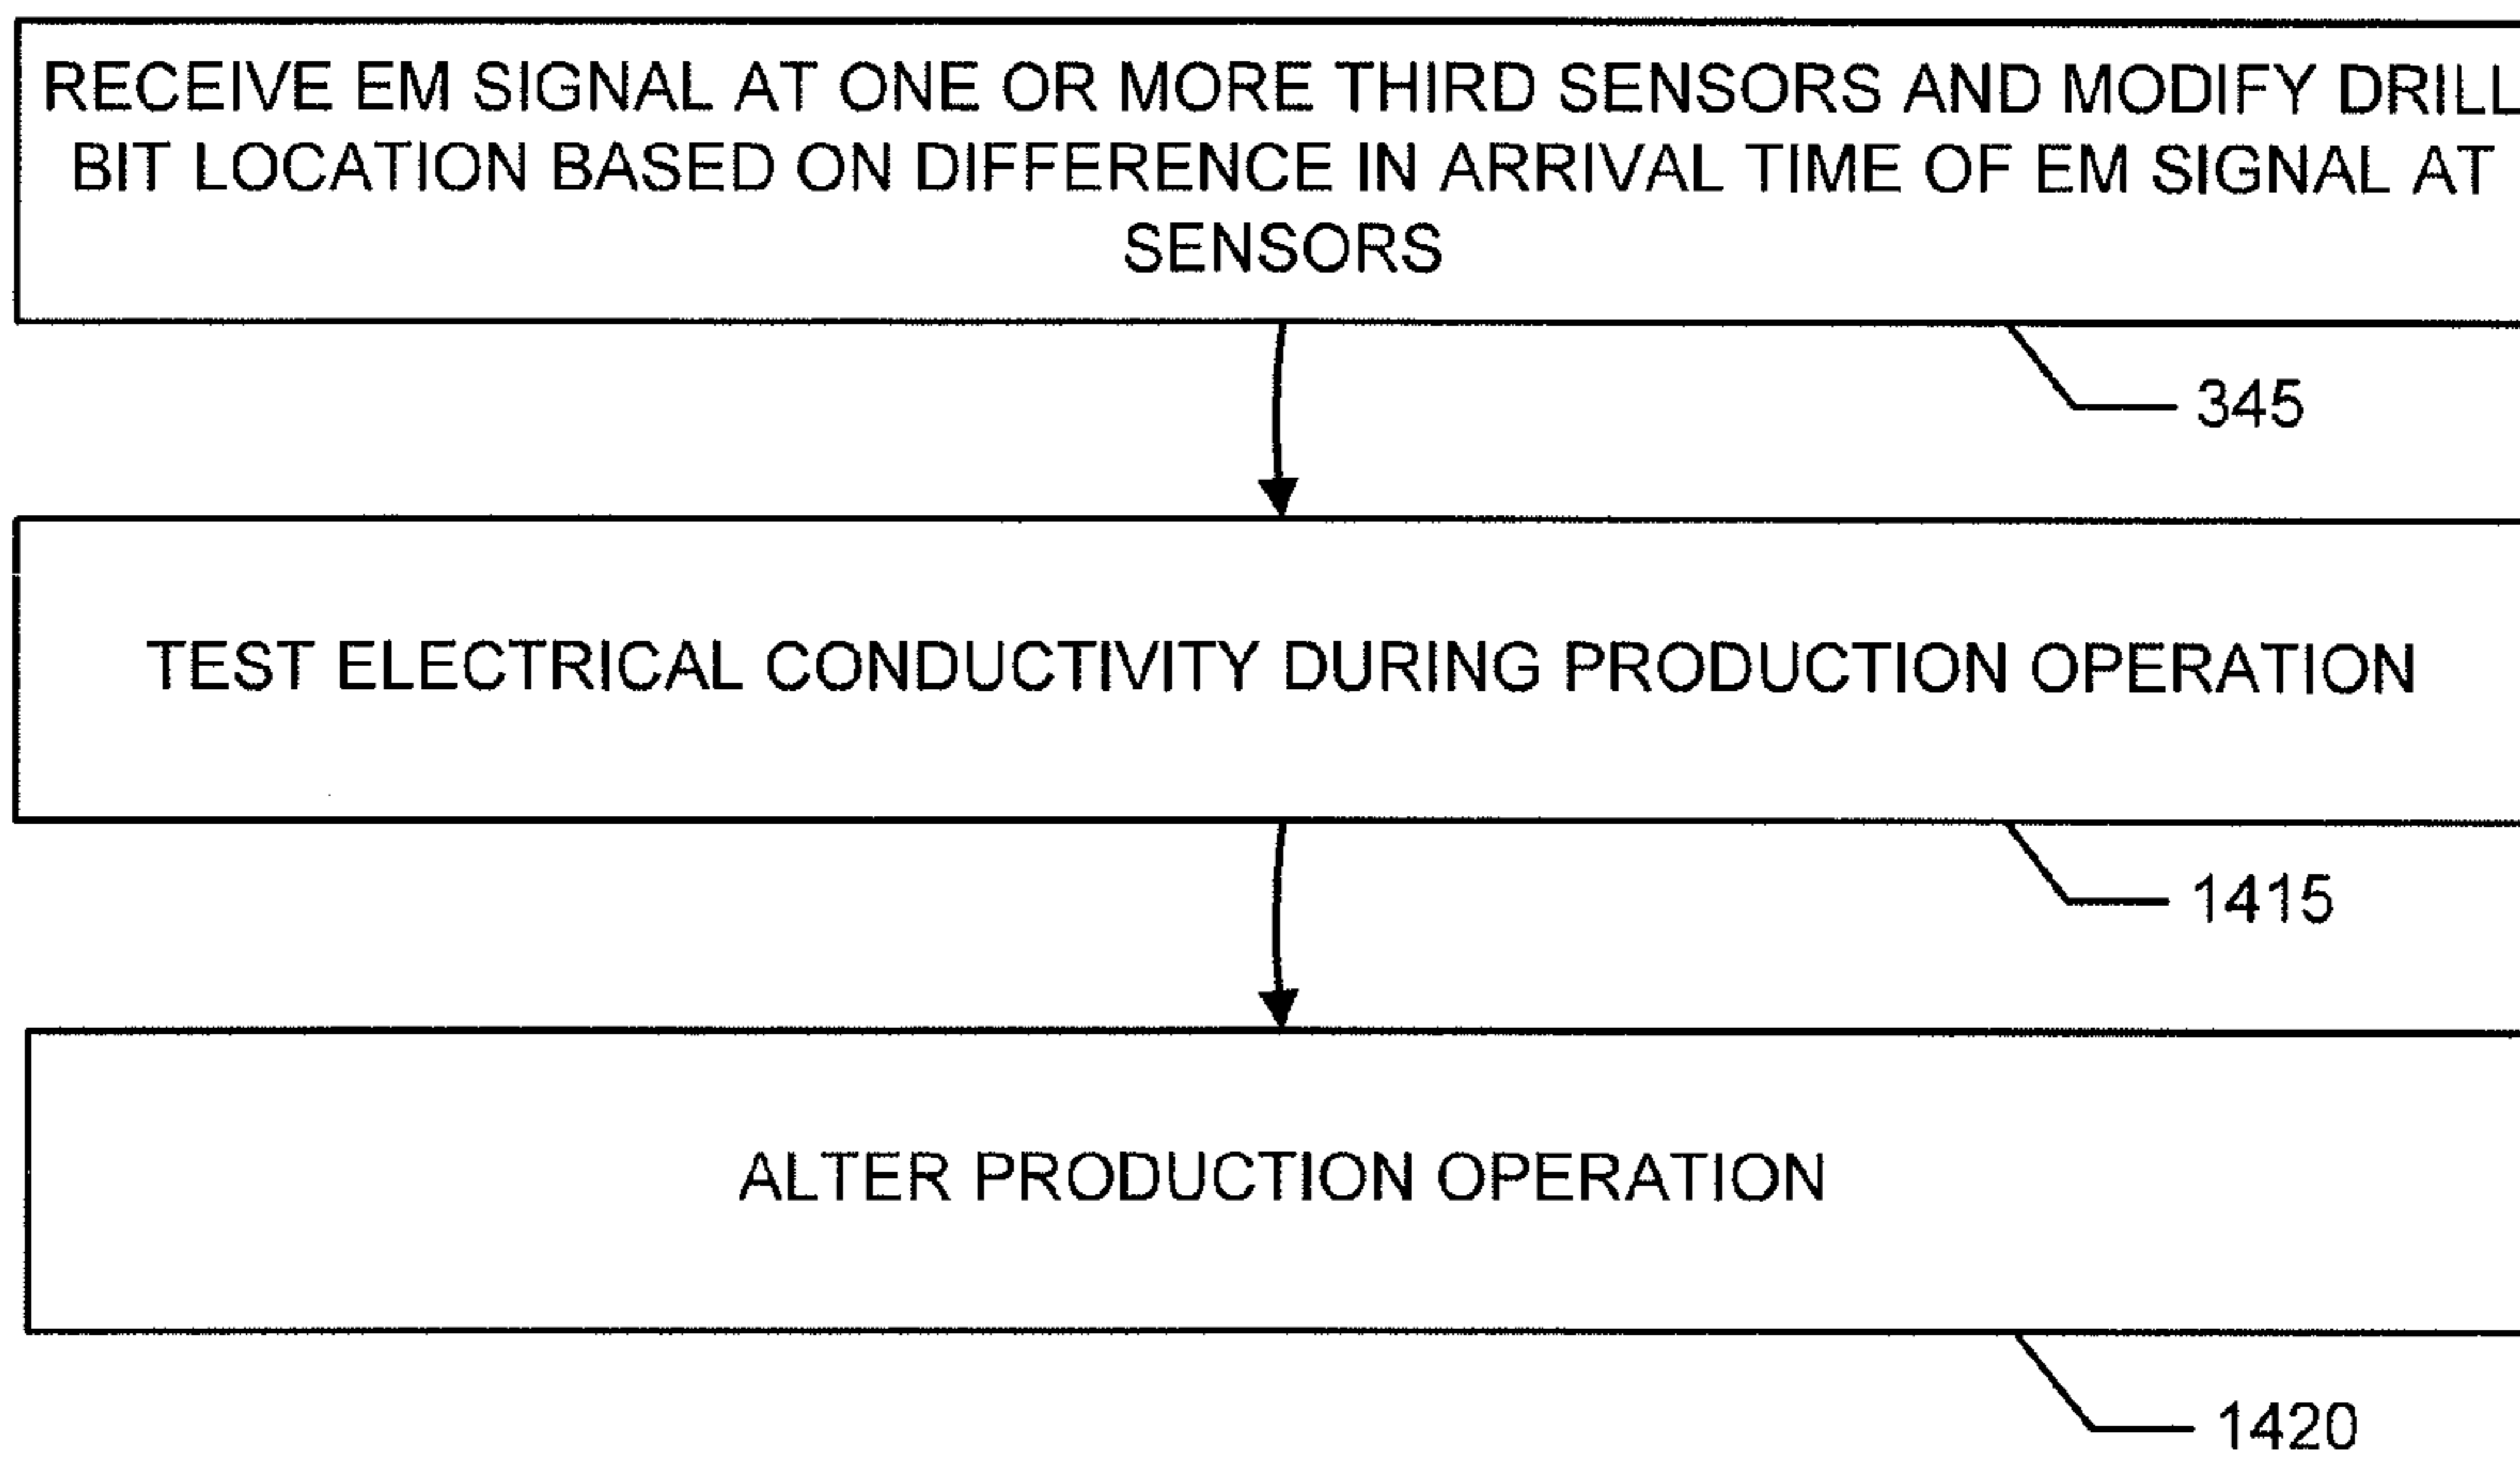 RECEIVE EM SIGNAL AT ONE OR MORE THIRD SENSORS AND MODIFY DRILL
BIT LOCATION BASED ON DIFFERENCE IN ARRIVAL TIME OF EM SIGNAL AT
SENSORS
345
TEST ELECTRICAL CONDUCTIVITY DURING PRODUCTION OPERATION
1415
ALTER PRODUCTION OPERATION
1420